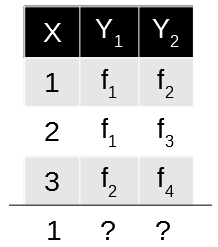 X Y₁ Y₂
1 f₁ f₂
2 f₁ f₃
3 f₂ f₄
1 ? ?